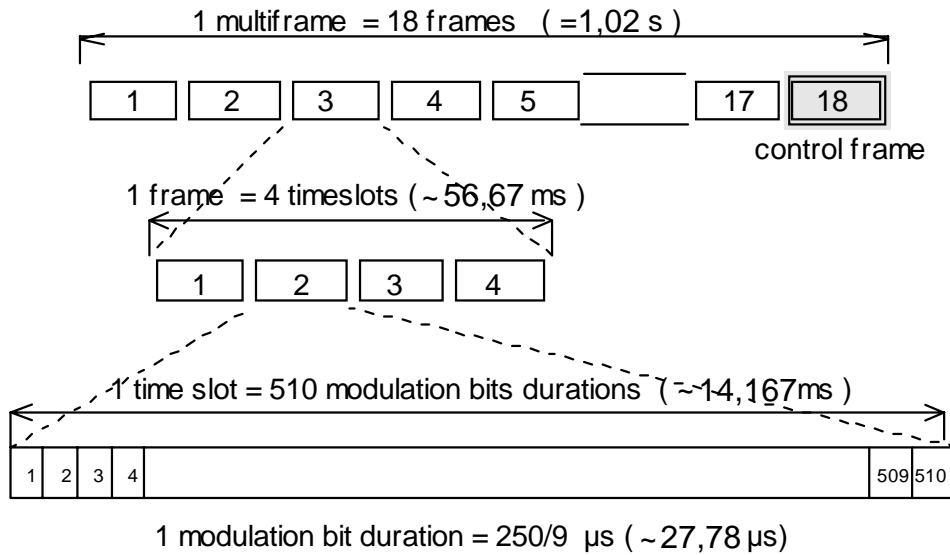 1 multiframe = 18 frames (=1,02 s)
1 2 3 4 5 17 18
control frame
1 frame = 4 timeslots (~56,67 ms)
1 2 3 4
1 time slot = 510 modulation bits durations (~14,167ms)
1 2 3 4 509 510
1 modulation bit duration = 250/9 µs (~27,78 µs)